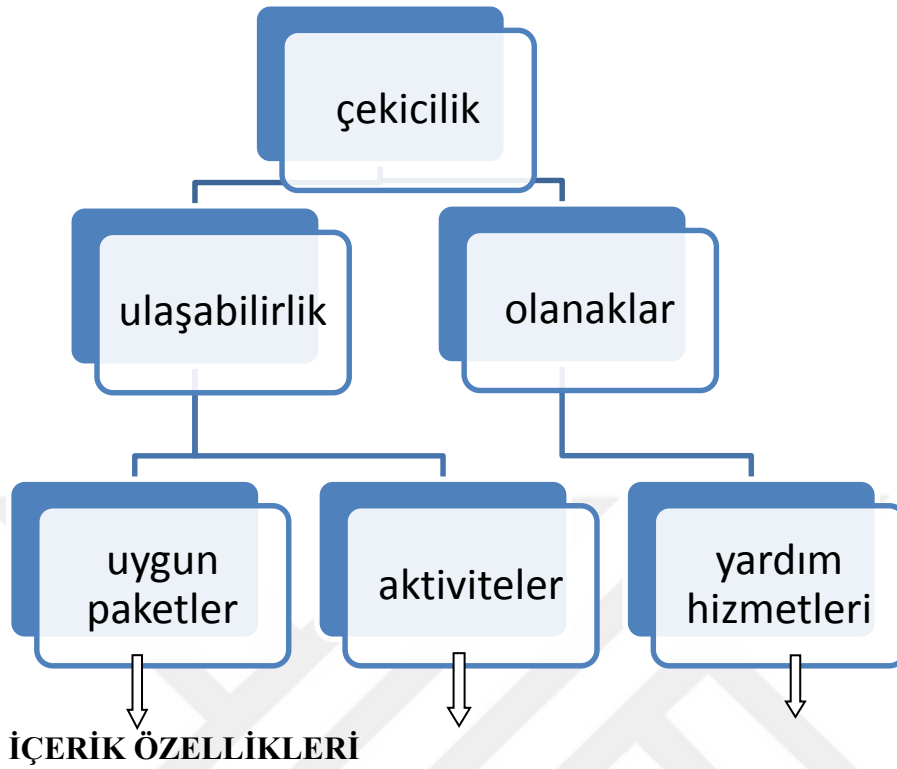 çekicilik
ulaşabilirlik
olanaklar
uygun
paketler
aktiviteler
yardım
hizmetleri
İÇERİK ÖZELLİKLERİ